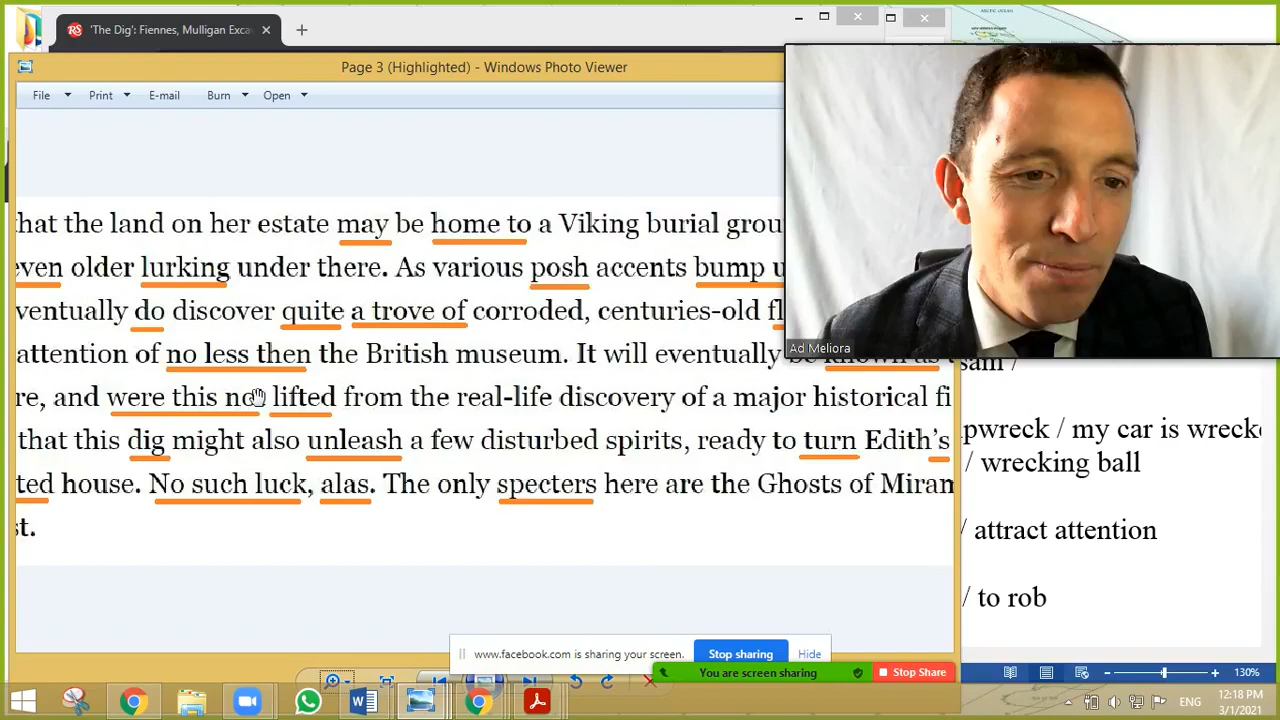 'The Dig': Fiennes, Mulligan Exca
Page 3 (Highlighted) - Windows Photo Viewer
File Print E-mail Burn Open
that the land on her estate may be home to a Viking burial grou
even older lurking under there. As various posh accents bump u
ventually do discover quite a trove of corroded, centuries-old fl
attention of no less then the British museum. It will eventually be known as
re, and were this no lifted from the real-life discovery of a major historical fi
that this dig might also unleash a few disturbed spirits, ready to turn Edith's
ted house. No such luck, alas. The only specters here are the Ghosts of Miram
st.
Ad Meliora
sam /
pwreck / my car is wrecke
/ wrecking ball
/ attract attention
/ to rob
www.facebook.com is sharing your screen. Stop sharing Hide
You are screen sharing Stop Share
130%
ENG
12:18 PM
3/1/2021